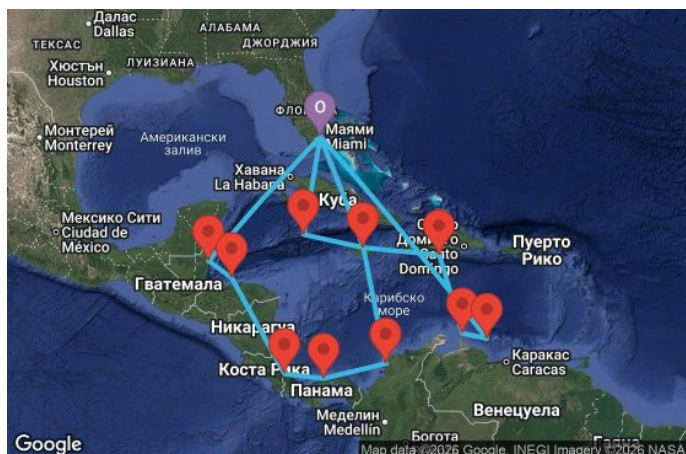 Далас
Dallas
АЛАБАМА
ТЕКСАС
ДЖОРДЖИЯ
ЛУИЗИАНА
Хюстън
Houston
ФЛО
O
Монтерей
Monterrey
Американски
залив
Маями
Miami
Хавана
La Habana
Куба
Мексико Сити
Ciudad de
México
Доминго
Domingo
Пуерто
Рико
Гватемала
Карибско
море
Никарагуа
Коста Рика
Панама
Каракас
Caracas
Венецуела
Меделин
Medellín
Богота
Google
Map data ©2026 Google, INEGI Imagery ©2026 NASA